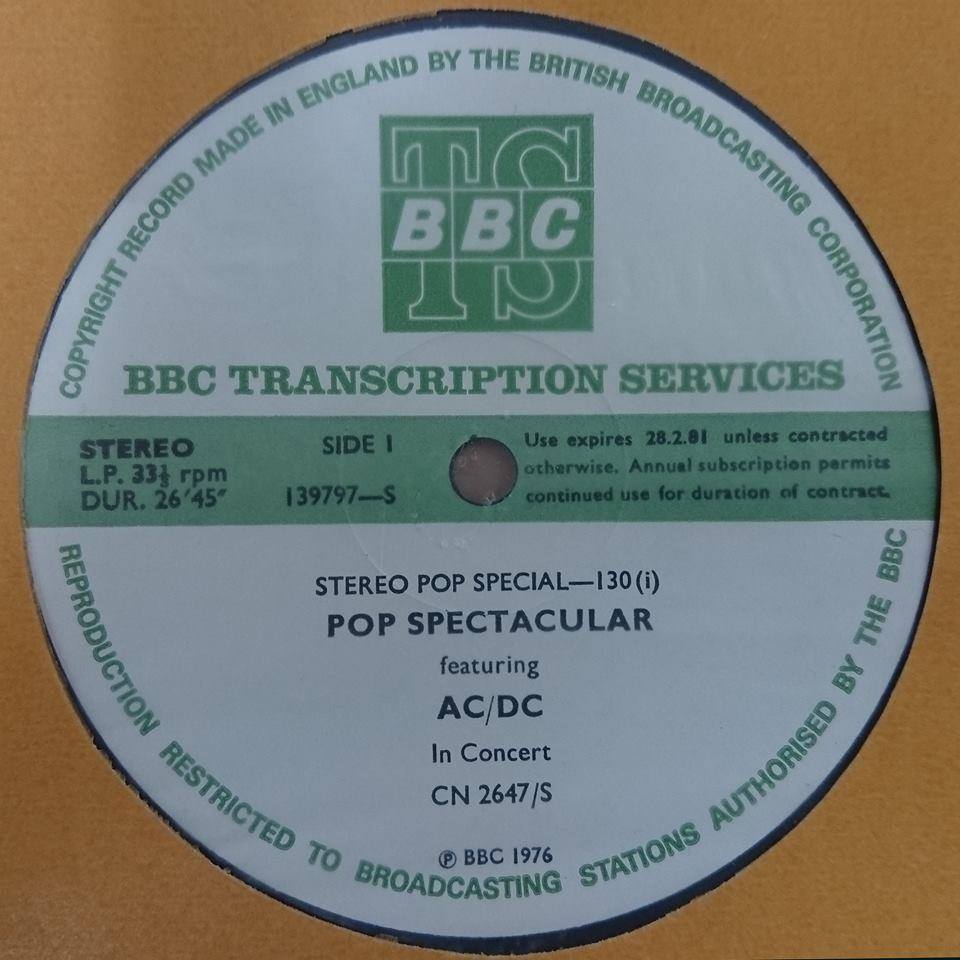 COPYRIGHT RECORD MADE IN ENGLAND BY THE BRITISH BROADCASTING CORPORATION
TS
BBC
BBC TRANSCRIPTION SERVICES
STEREO
L.P. 33⅓ rpm
DUR. 26′45″
SIDE 1
139797—S
Use expires 28.2.81 unless contracted
otherwise. Annual subscription permits
continued use for duration of contract.
STEREO POP SPECIAL—130 (i)
POP SPECTACULAR
featuring
AC/DC
In Concert
CN 2647/S
℗ BBC 1976
REPRODUCTION RESTRICTED TO BROADCASTING STATIONS AUTHORISED BY THE BBC